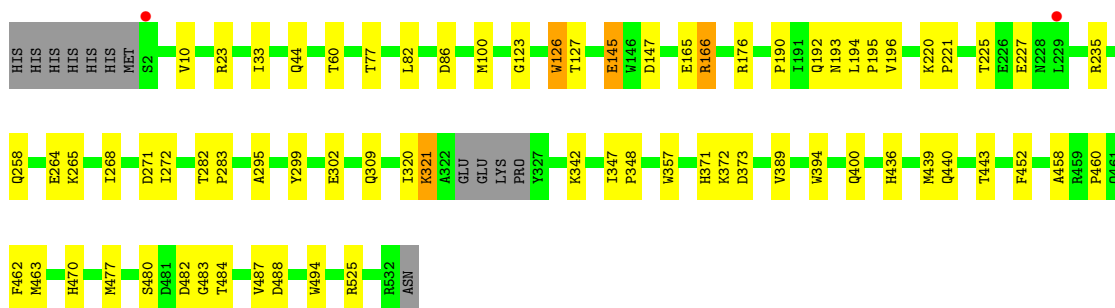 HIS HIS HIS HIS HIS HIS MET S2 V10 R23 I33 Q44 T60 T77 L82 D86 M100 G123 W126 T127 E145 W146 D147 E165 R166 R176 P190 I191 Q192 N193 L194 P195 V196 K220 P221 T225 E226 E227 N228 L229 R235
Q258 E264 K265 I268 D271 I272 T282 P283 A295 Y299 E302 Q309 I320 K321 A322 GLU GLU LYS PRO Y327 K342 I347 P348 W357 H371 K372 D373 V389 W394 Q400 H436 M439 Q440 T443 F452 A458 R459 P460 Q461
F462 M463 H470 M477 S480 D481 D482 G483 T484 V487 D488 W494 R525 R532 ASN